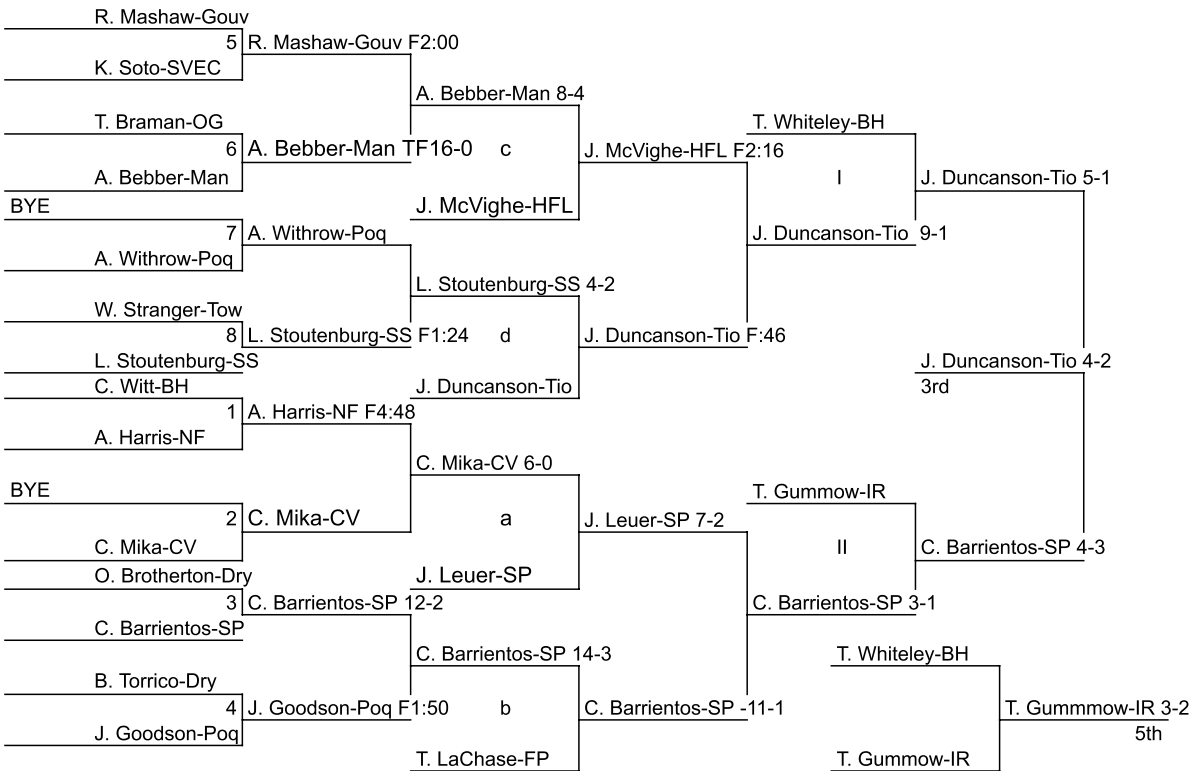 R. Mashaw-Gouv
5 R. Mashaw-Gouv F2:00
K. Soto-SVEC
A. Bebber-Man 8-4
T. Braman-OG
T. Whiteley-BH
6 A. Bebber-Man TF16-0 c
J. McVighe-HFL F2:16
A. Bebber-Man
I
J. Duncanson-Tio 5-1
BYE
J. McVighe-HFL
7 A. Withrow-Poq
J. Duncanson-Tio 9-1
A. Withrow-Poq
L. Stoutenburg-SS 4-2
W. Stranger-Tow
8 L. Stoutenburg-SS F1:24 d
J. Duncanson-Tio F:46
L. Stoutenburg-SS
J. Duncanson-Tio 4-2
C. Witt-BH
J. Duncanson-Tio
3rd
1 A. Harris-NF F4:48
A. Harris-NF
C. Mika-CV 6-0
BYE
T. Gummow-IR
2 C. Mika-CV a
J. Leuer-SP 7-2
C. Mika-CV
II
C. Barrientos-SP 4-3
O. Brotherton-Dry
J. Leuer-SP
3 C. Barrientos-SP 12-2
C. Barrientos-SP 3-1
C. Barrientos-SP
C. Barrientos-SP 14-3
T. Whiteley-BH
B. Torrico-Dry
4 J. Goodson-Poq F1:50 b
C. Barrientos-SP -11-1
T. Gummmow-IR 3-2
J. Goodson-Poq
5th
T. LaChase-FP
T. Gummow-IR